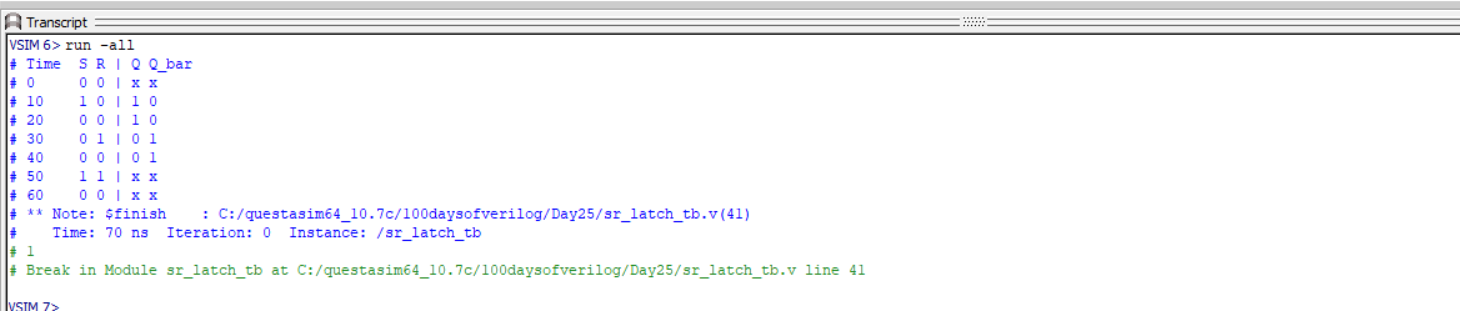 Transcript
VSIM 6> run -all
# Time  S R | Q Q_bar
# 0     0 0 | x x
# 10    1 0 | 1 0
# 20    0 0 | 1 0
# 30    0 1 | 0 1
# 40    0 0 | 0 1
# 50    1 1 | x x
# 60    0 0 | x x
# ** Note: $finish    : C:/questasim64_10.7c/100daysofverilog/Day25/sr_latch_tb.v(41)
#    Time: 70 ns  Iteration: 0  Instance: /sr_latch_tb
# 1
# Break in Module sr_latch_tb at C:/questasim64_10.7c/100daysofverilog/Day25/sr_latch_tb.v line 41
VSIM 7>